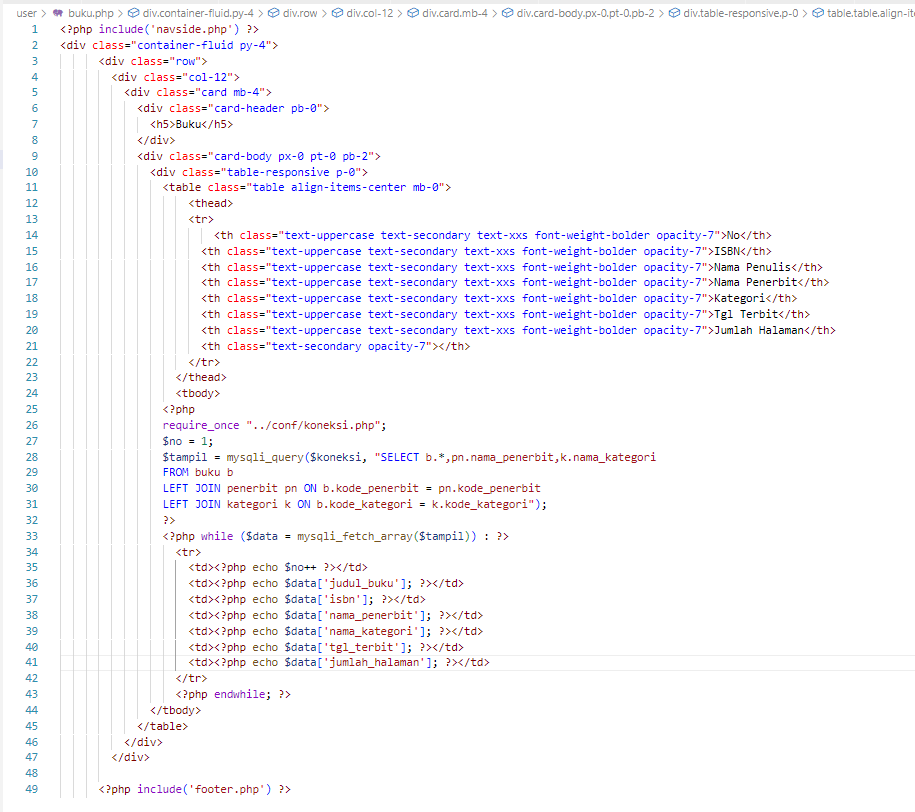 user > buku.php > div.container-fluid.py-4 > div.row > div.col-12 > div.card.mb-4 > div.card-body.px-0.pt-0.pb-2 > div.table-responsive.p-0 > table.table.align-it
1 <?php include('navside.php') ?>
2 <div class="container-fluid py-4">
3 <div class="row">
4 <div class="col-12">
5 <div class="card mb-4">
6 <div class="card-header pb-0">
7 <h5>Buku</h5>
8 </div>
9 <div class="card-body px-0 pt-0 pb-2">
10 <div class="table-responsive p-0">
11 <table class="table align-items-center mb-0">
12 <thead>
13 <tr>
14 <th class="text-uppercase text-secondary text-xxs font-weight-bolder opacity-7">No</th>
15 <th class="text-uppercase text-secondary text-xxs font-weight-bolder opacity-7">ISBN</th>
16 <th class="text-uppercase text-secondary text-xxs font-weight-bolder opacity-7">Nama Penulis</th>
17 <th class="text-uppercase text-secondary text-xxs font-weight-bolder opacity-7">Nama Penerbit</th>
18 <th class="text-uppercase text-secondary text-xxs font-weight-bolder opacity-7">Kategori</th>
19 <th class="text-uppercase text-secondary text-xxs font-weight-bolder opacity-7">Tgl Terbit</th>
20 <th class="text-uppercase text-secondary text-xxs font-weight-bolder opacity-7">Jumlah Halaman</th>
21 <th class="text-secondary opacity-7"></th>
22 </tr>
23 </thead>
24 <tbody>
25 <?php
26 require_once "../conf/koneksi.php";
27 $no = 1;
28 $tampil = mysqli_query($koneksi, "SELECT b.*,pn.nama_penerbit,k.nama_kategori
29 FROM buku b
30 LEFT JOIN penerbit pn ON b.kode_penerbit = pn.kode_penerbit
31 LEFT JOIN kategori k ON b.kode_kategori = k.kode_kategori");
32 ?>
33 <?php while ($data = mysqli_fetch_array($tampil)) : ?>
34 <tr>
35 <td><?php echo $no++ ?></td>
36 <td><?php echo $data['judul_buku']; ?></td>
37 <td><?php echo $data['isbn']; ?></td>
38 <td><?php echo $data['nama_penerbit']; ?></td>
39 <td><?php echo $data['nama_kategori']; ?></td>
40 <td><?php echo $data['tgl_terbit']; ?></td>
41 <td><?php echo $data['jumlah_halaman']; ?></td>
42 </tr>
43 <?php endwhile; ?>
44 </tbody>
45 </table>
46 </div>
47 </div>
48
49 <?php include('footer.php') ?>